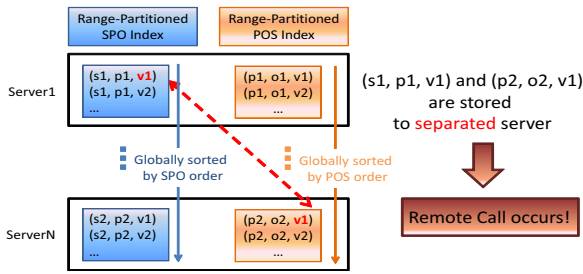 Range-Partitioned
SPO Index
Range-Partitioned
POS Index
Server1
(s1, p1, v1)
(s1, p1, v2)
...
(p1, o1, v1)
(p1, o1, v2)
...
Globally sorted
by SPO order
Globally sorted
by POS order
ServerN
(s2, p2, v1)
(s2, p2, v2)
...
(p2, o2, v1)
(p2, o2, v2)
...
(s1, p1, v1) and (p2, o2, v1)
are stored
to separated server
Remote Call occurs!